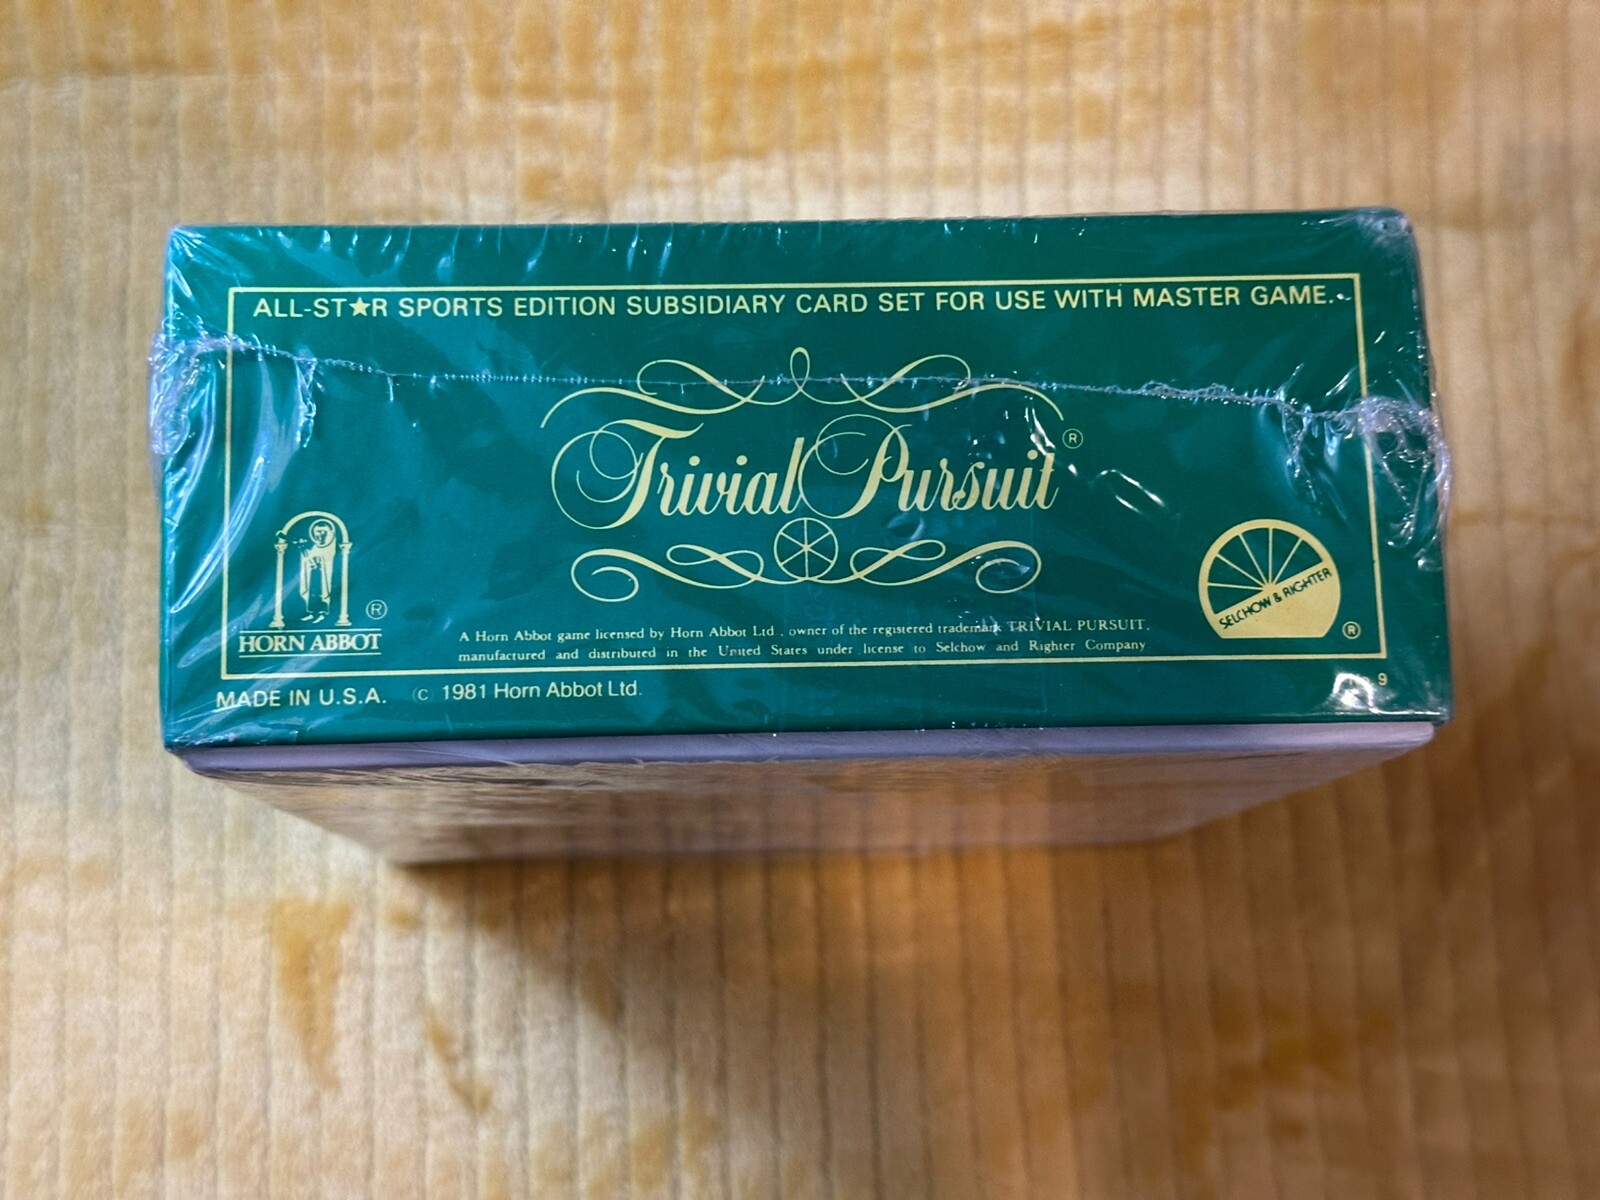 ALL-ST★R SPORTS EDITION SUBSIDIARY CARD SET FOR USE WITH MASTER GAME.
Trivial Pursuit ®
HORN ABBOT ®
A Horn Abbot game licensed by Horn Abbot Ltd., owner of the registered trademark TRIVIAL PURSUIT,
manufactured and distributed in the United States under license to Selchow and Righter Company
SELCHOW & RIGHTER ®
MADE IN U.S.A. © 1981 Horn Abbot Ltd.
9